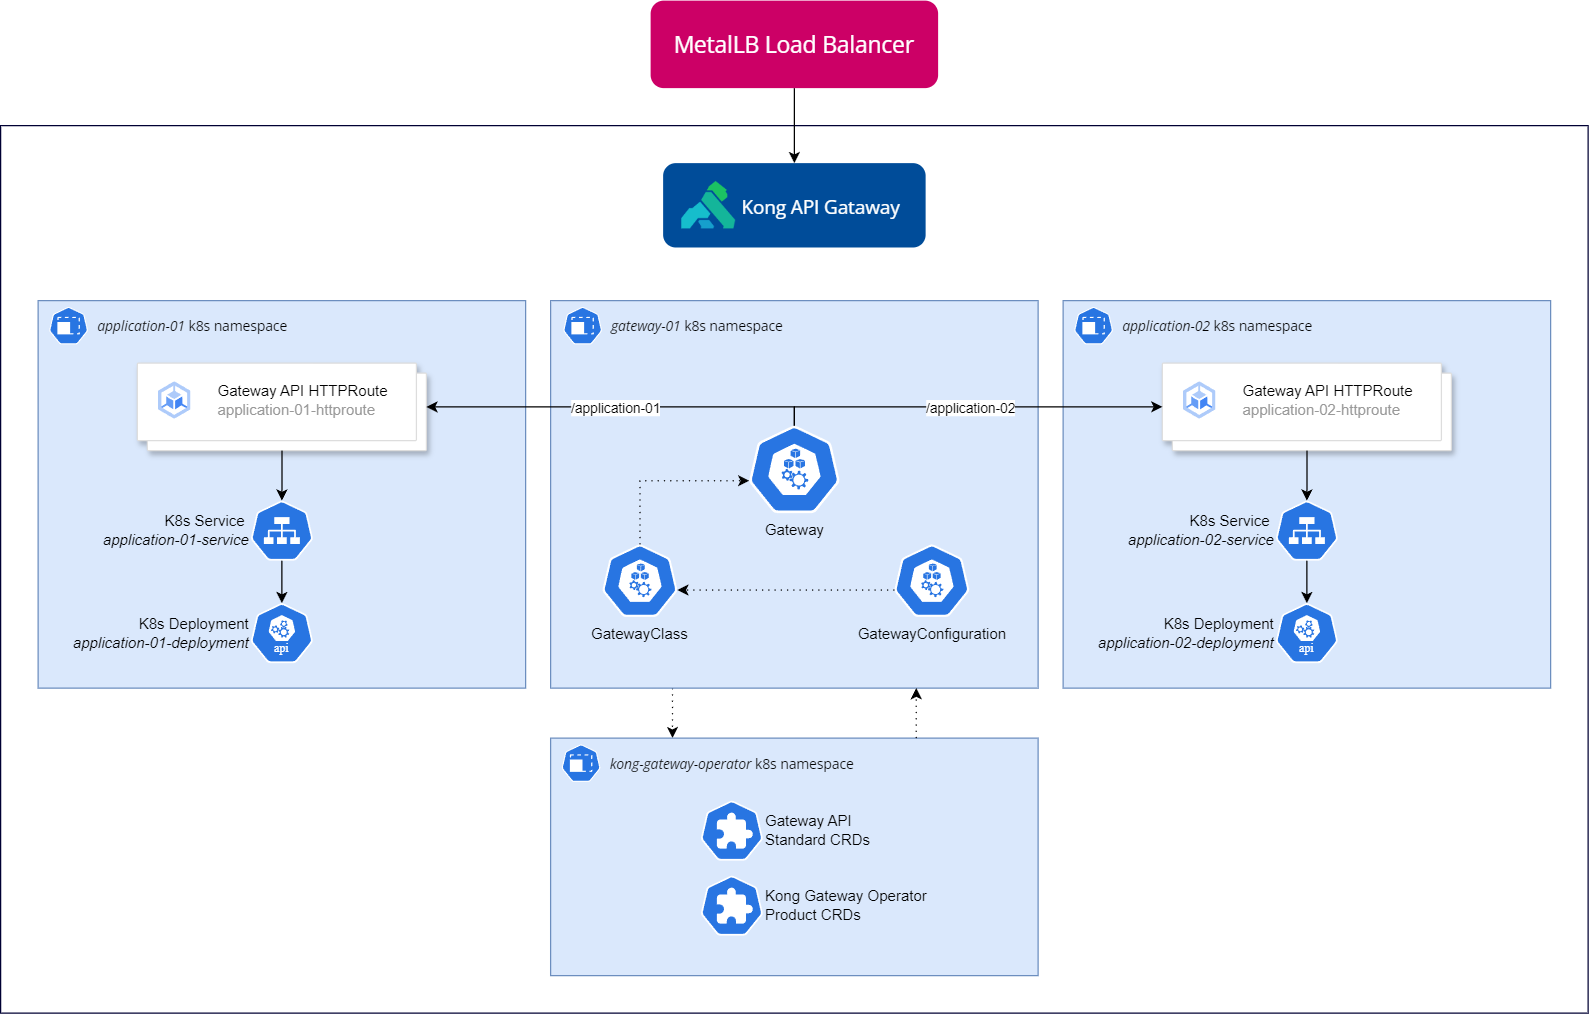 MetalLB Load Balancer
Kong API Gataway
application-01 k8s namespace
Gateway API HTTPRoute
application-01-httproute
K8s Service
application-01-service
K8s Deployment
application-01-deployment
api
gateway-01 k8s namespace
/application-01
/application-02
Gateway
GatewayClass
GatewayConfiguration
application-02 k8s namespace
Gateway API HTTPRoute
application-02-httproute
K8s Service
application-02-service
K8s Deployment
application-02-deployment
api
kong-gateway-operator k8s namespace
Gateway API
Standard CRDs
Kong Gateway Operator
Product CRDs